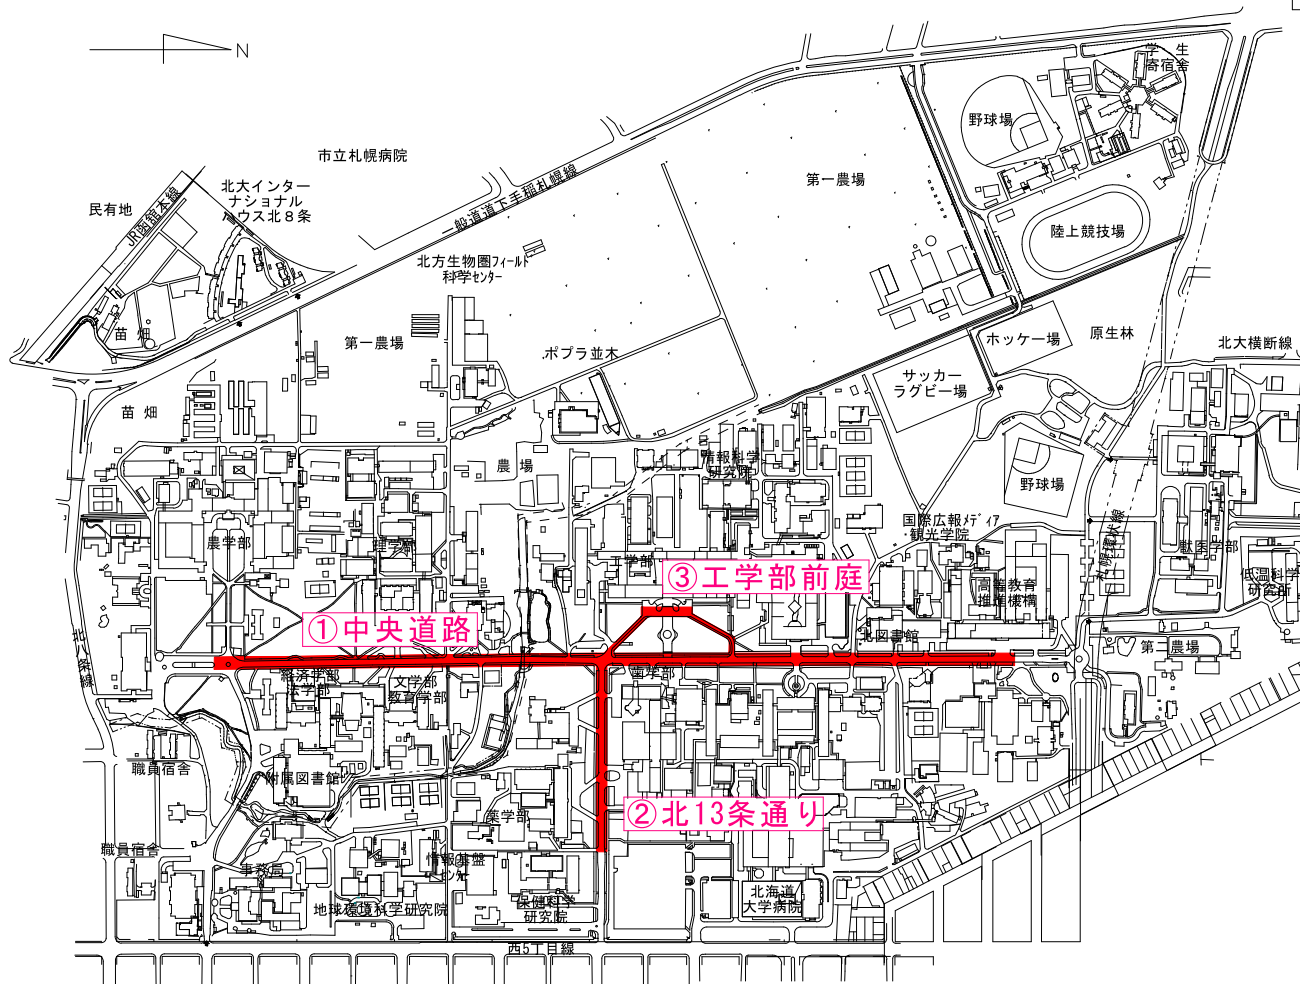 学 生
寄宿舎
N
野球場
市立札幌病院
北大インター
ナショナル
ハウス北8条
民有地
JR函館本線
一般道道下手稲札幌線
第一農場
陸上競技場
北方生物圏フィールド
科学センター
苗 畑
第一農場
ポプラ並木
ホッケー場
原生林
北大横断線
サッカー
ラグビー場
苗 畑
農 場
情報科学
研究院
野球場
国際広報メディア
・観光学院
札幌環状線
農学部
理学部
工学部
獣医学部
③工学部前庭
高等教育
推進機構
低温科学
研究所
①中央道路
北図書館
第二農場
北八条線
経済学部
法学部
文学部
教育学部
歯学部
職員宿舎
附属図書館
薬学部
②北13条通り
職員宿舎
事務局
情報基盤
センター
北海道
大学病院
地球環境科学研究院
保健科学
研究院
西5丁目線